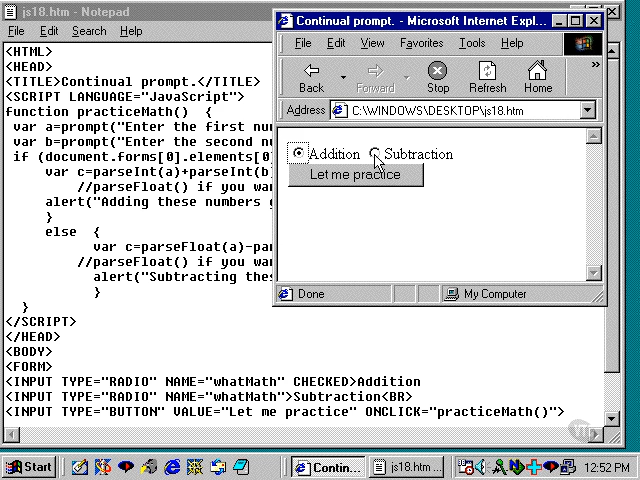 js18.htm - Notepad
File Edit Search Help
<HTML>
<HEAD>
<TITLE>Continual prompt.</TITLE>
<SCRIPT LANGUAGE="JavaScript">
function practiceMath() {
var a=prompt("Enter the first nu
var b=prompt("Enter the second nu
if (document.forms[0].elements[0
var c=parseInt(a)+parseInt(b
//parseFloat() if you wan
alert("Adding these numbers g
}
else {
var c=parseFloat(a)-par
//parseFloat() if you wan
alert("Subtracting thes
}
}
</SCRIPT>
</HEAD>
<BODY>
<FORM>
<INPUT TYPE="RADIO" NAME="whatMath" CHECKED>Addition
<INPUT TYPE="RADIO" NAME="whatMath">Subtraction<BR>
<INPUT TYPE="BUTTON" VALUE="Let me practice" ONCLICK="practiceMath()">
Continual prompt. - Microsoft Internet Expl...
File Edit View Favorites Tools Help
Back Forward Stop Refresh Home
Address C:\WINDOWS\DESKTOP\js18.htm
Addition Subtraction
Let me practice
Done My Computer
VTC
Start Contin... js18.htm ... 12:52 PM